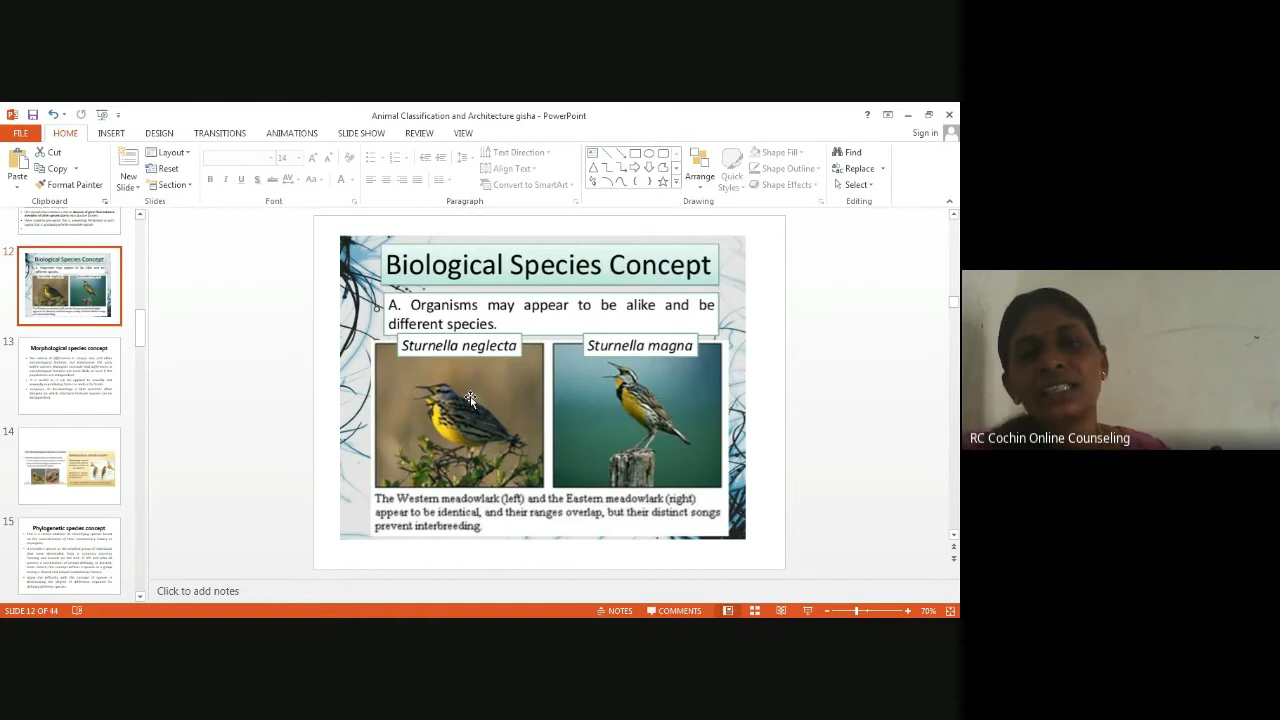 Animal Classification and Architecture gisha - PowerPoint
FILE HOME INSERT DESIGN TRANSITIONS ANIMATIONS SLIDE SHOW REVIEW VIEW Sign in
Paste Cut Copy Format Painter
New Slide Layout Reset Section
14
Text Direction Align Text Convert to SmartArt
Arrange Quick Styles Shape Fill Shape Outline Shape Effects
Find Replace Select
Clipboard Slides Font Paragraph Drawing Editing
12
Biological Species Concept
13
Morphological species concept
14
15
Phylogenetic species concept
Biological Species Concept
A. Organisms may appear to be alike and be
different species.
Sturnella neglecta Sturnella magna
The Western meadowlark (left) and the Eastern meadowlark (right)
appear to be identical, and their ranges overlap, but their distinct songs
prevent interbreeding.
Click to add notes
SLIDE 12 OF 44 NOTES COMMENTS 70%
RC Cochin Online Counseling